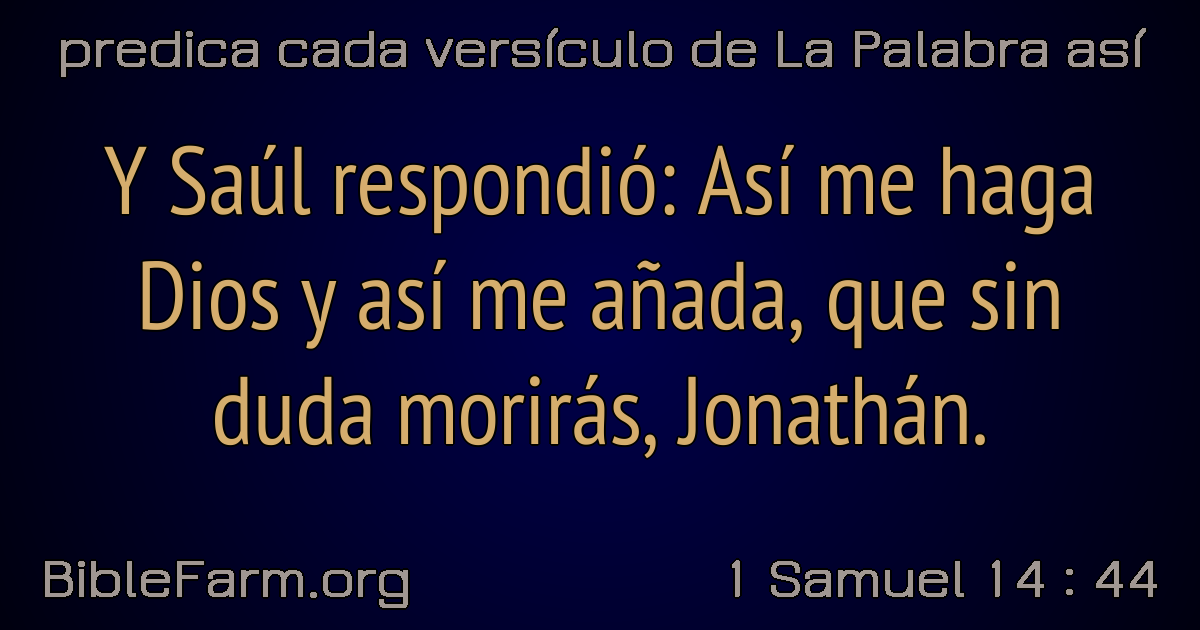 predica cada versículo de La Palabra así
Y Saúl respondió: Así me haga
Dios y así me añada, que sin
duda morirás, Jonathán.
BibleFarm.org
1 Samuel 14 : 44